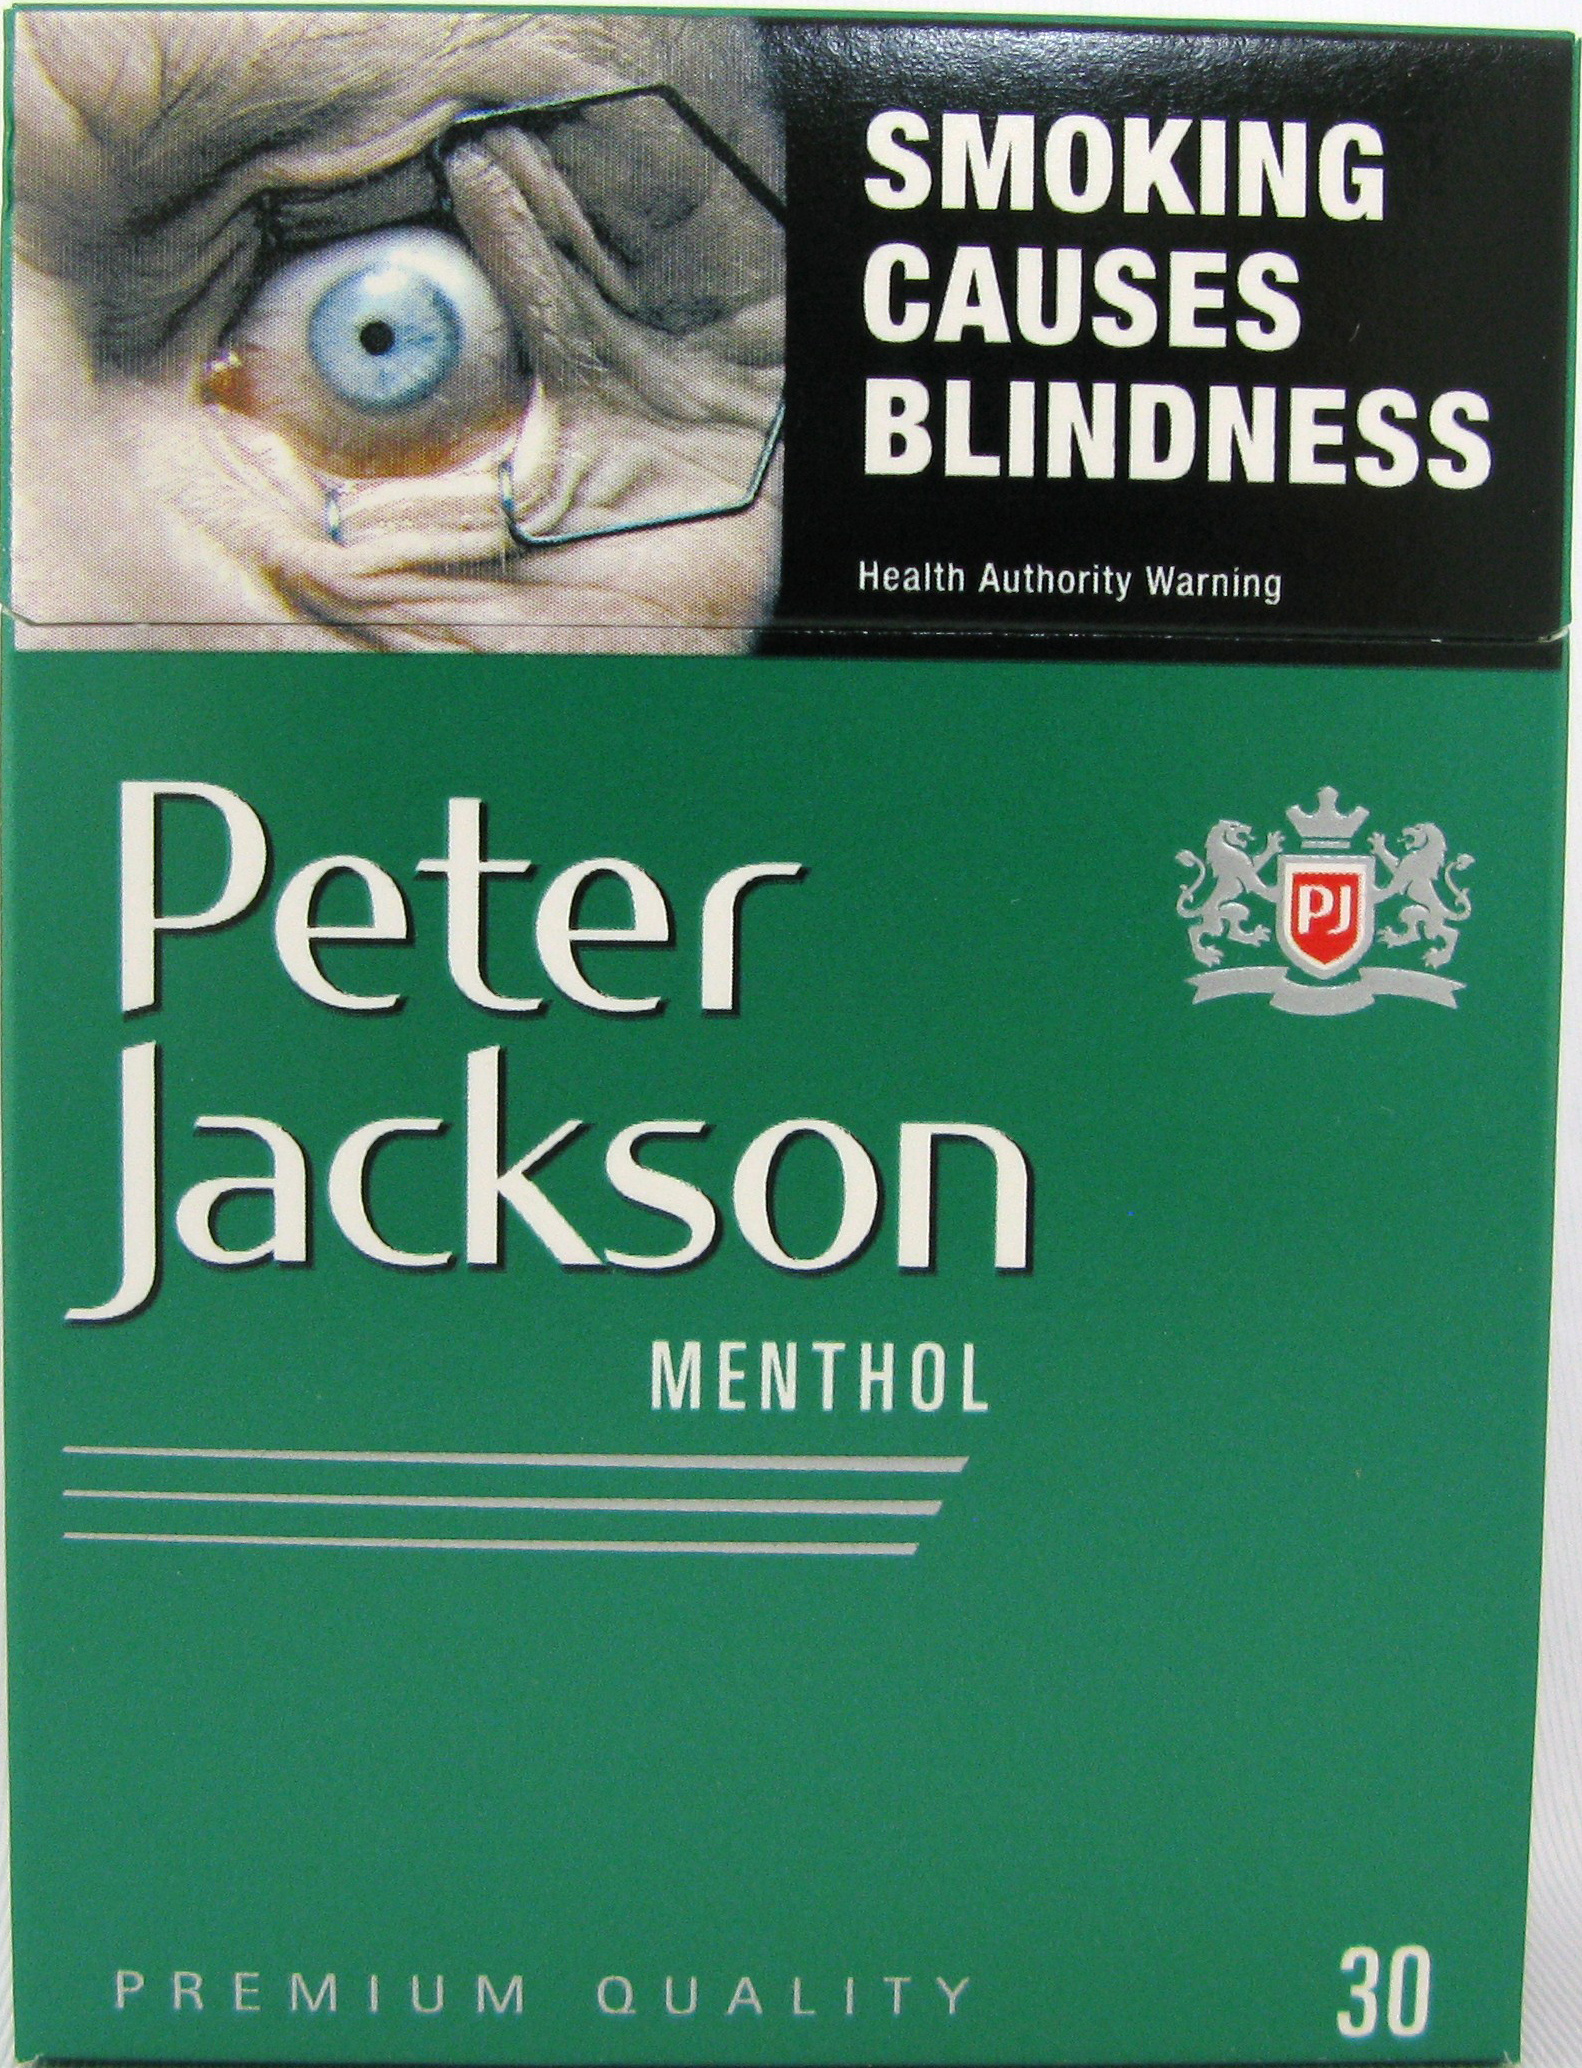 SMOKING
CAUSES
BLINDNESS
Health Authority Warning
Peter
Jackson
PJ
MENTHOL
PREMIUM QUALITY
30